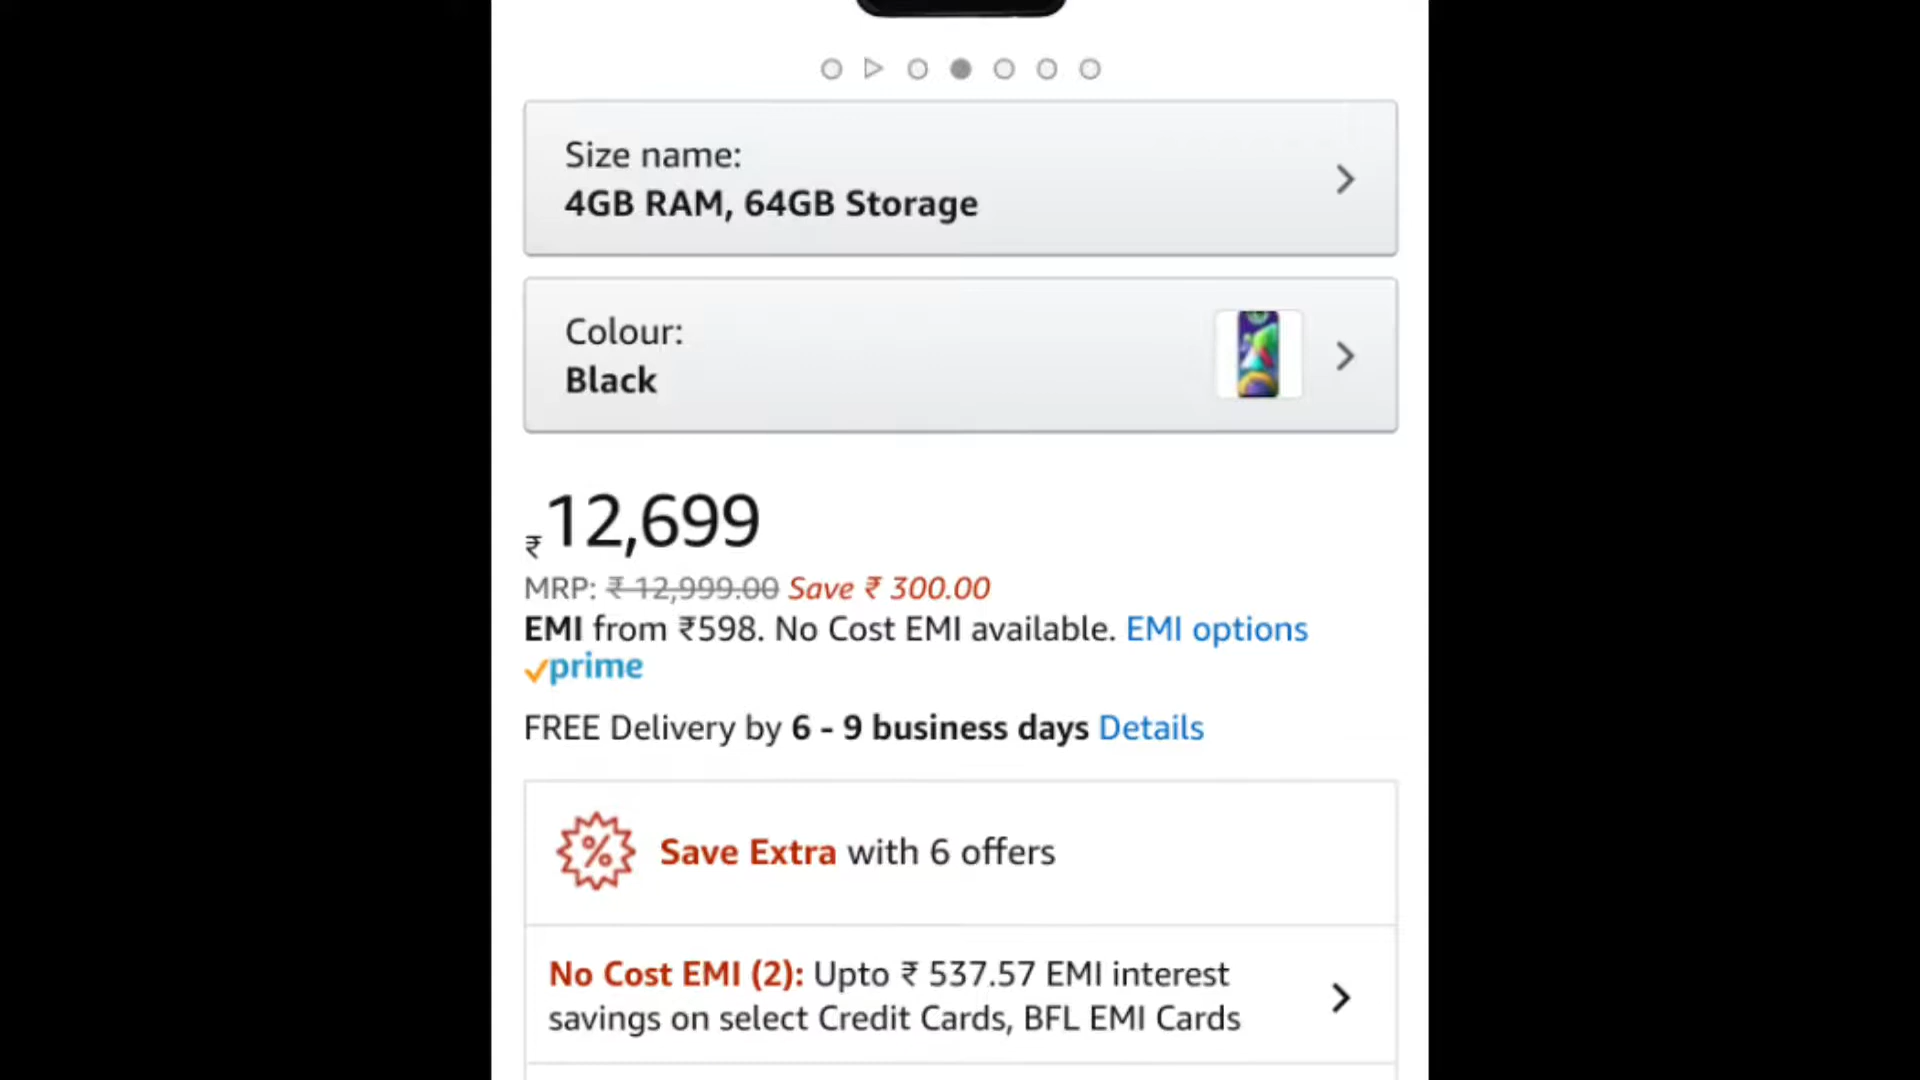 Size name:
4GB RAM, 64GB Storage
Colour:
Black
₹12,699
MRP: ₹ 12,999.00 Save ₹ 300.00
EMI from ₹598. No Cost EMI available. EMI options
prime
FREE Delivery by 6 - 9 business days Details
% Save Extra with 6 offers
No Cost EMI (2): Upto ₹ 537.57 EMI interest
savings on select Credit Cards, BFL EMI Cards